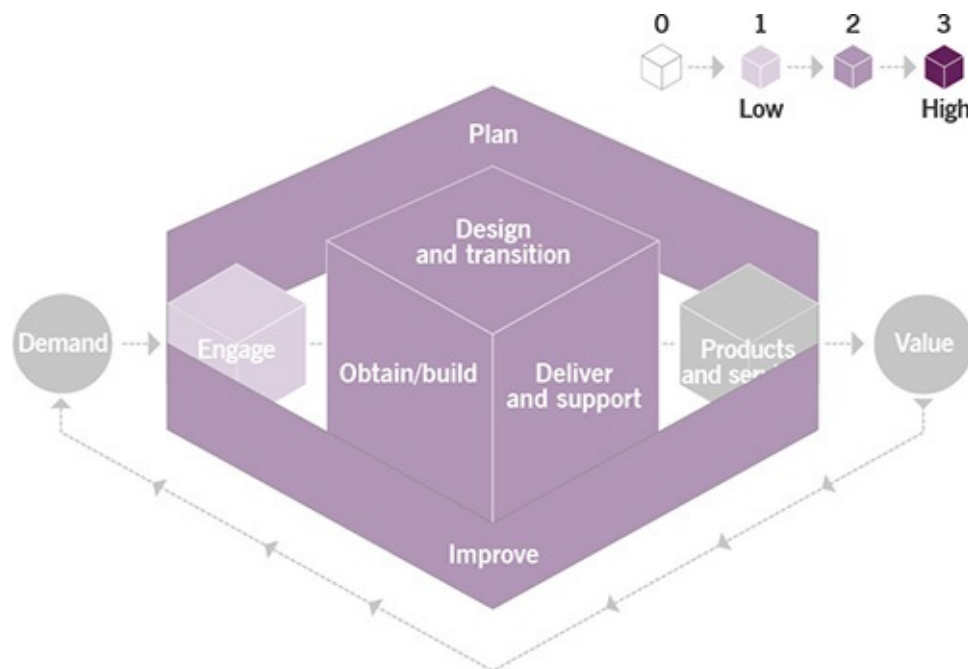 0 1 2 3
Low High
Plan
Design
and transition
Demand
Engage
Obtain/build
Deliver
and support
Products
and
Value
Improve